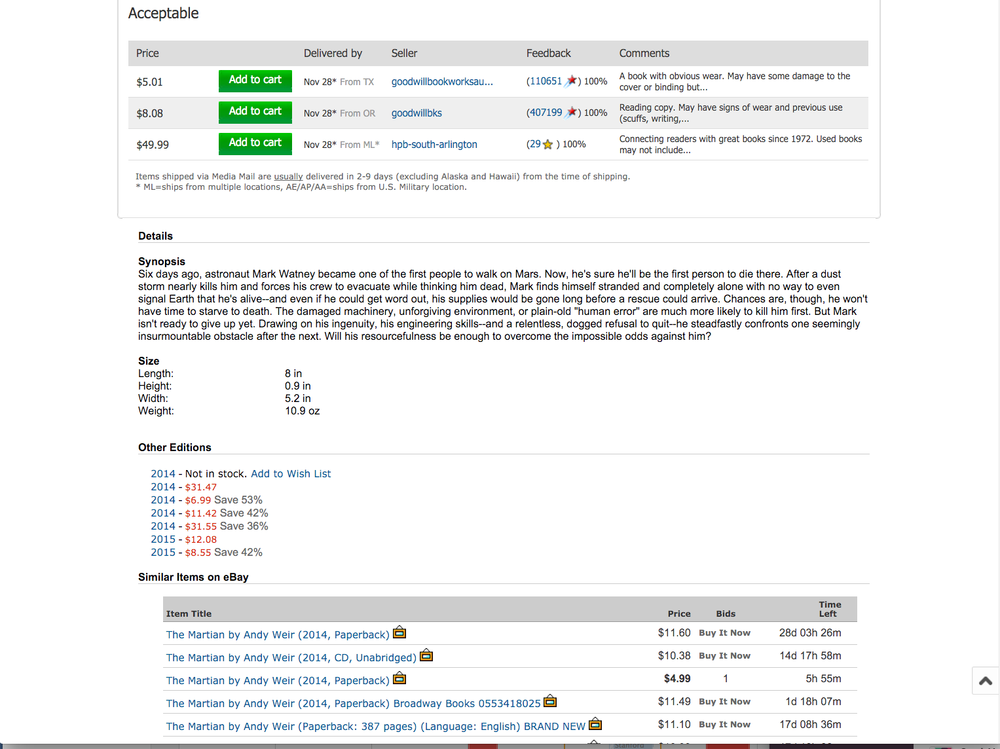 Acceptable
Price Delivered by Seller Feedback Comments
$5.01 Add to cart Nov 28* From TX goodwillbookworksau... (110651 ) 100% A book with obvious wear. May have some damage to the
cover or binding but...
$8.08 Add to cart Nov 28* From OR goodwillbks (407199 ) 100% Reading copy. May have signs of wear and previous use
(scuffs, writing,...
$49.99 Add to cart Nov 28* From ML* hpb-south-arlington (29 ) 100% Connecting readers with great books since 1972. Used books
may not include...
Items shipped via Media Mail are usually delivered in 2-9 days (excluding Alaska and Hawaii) from the time of shipping.
* ML=ships from multiple locations, AE/AP/AA=ships from U.S. Military location.
Details
Synopsis
Six days ago, astronaut Mark Watney became one of the first people to walk on Mars. Now, he's sure he'll be the first person to die there. After a dust
storm nearly kills him and forces his crew to evacuate while thinking him dead, Mark finds himself stranded and completely alone with no way to even
signal Earth that he's alive--and even if he could get word out, his supplies would be gone long before a rescue could arrive. Chances are, though, he won't
have time to starve to death. The damaged machinery, unforgiving environment, or plain-old "human error" are much more likely to kill him first. But Mark
isn't ready to give up yet. Drawing on his ingenuity, his engineering skills--and a relentless, dogged refusal to quit--he steadfastly confronts one seemingly
insurmountable obstacle after the next. Will his resourcefulness be enough to overcome the impossible odds against him?
Size
Length: 8 in
Height: 0.9 in
Width: 5.2 in
Weight: 10.9 oz
Other Editions
2014 - Not in stock. Add to Wish List
2014 - $31.47
2014 - $6.99 Save 53%
2014 - $11.42 Save 42%
2014 - $31.55 Save 36%
2015 - $12.08
2015 - $8.55 Save 42%
Similar Items on eBay
Item Title Price Bids Time Left
The Martian by Andy Weir (2014, Paperback) $11.60 Buy It Now 28d 03h 26m
The Martian by Andy Weir (2014, CD, Unabridged) $10.38 Buy It Now 14d 17h 58m
The Martian by Andy Weir (2014, Paperback) $4.99 1 5h 55m
The Martian by Andy Weir (2014, Paperback) Broadway Books 0553418025 $11.49 Buy It Now 1d 18h 07m
The Martian by Andy Weir (Paperback: 387 pages) (Language: English) BRAND NEW $11.10 Buy It Now 17d 08h 36m
Stanford